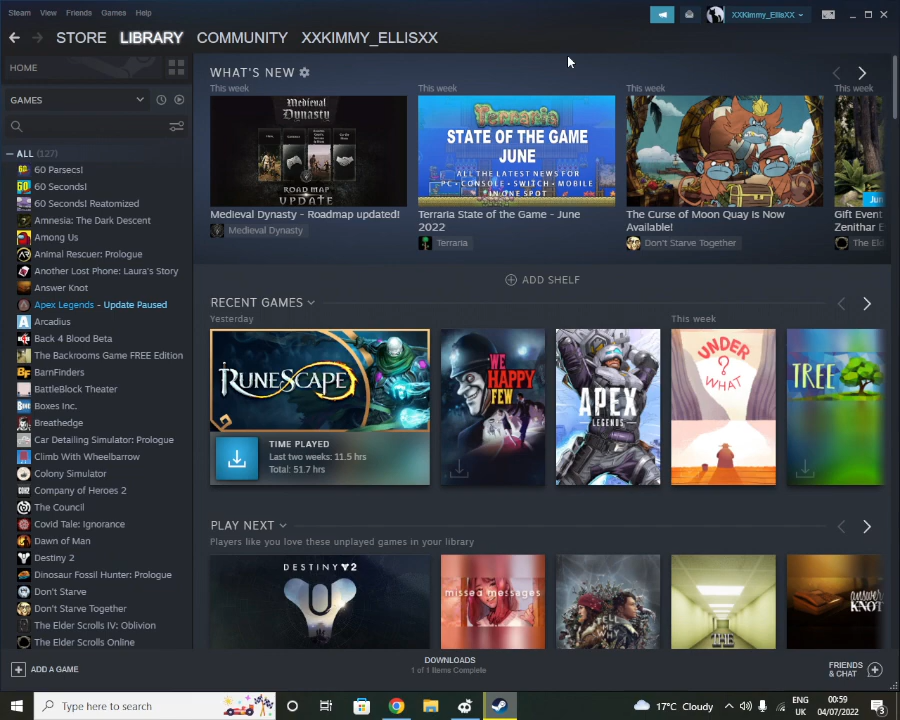 Steam View Friends Games Help
XXKimmy_EllisXX
STORE LIBRARY COMMUNITY XXKIMMY_ELLISXX
HOME
GAMES
ALL (127)
60 Parsecs!
60 Seconds!
60 Seconds! Reatomized
Amnesia: The Dark Descent
Among Us
Animal Rescuer: Prologue
Another Lost Phone: Laura's Story
Answer Knot
Apex Legends - Update Paused
Arcadius
Back 4 Blood Beta
The Backrooms Game FREE Edition
BarnFinders
BattleBlock Theater
Boxes Inc.
Breathedge
Car Detailing Simulator: Prologue
Climb With Wheelbarrow
Colony Simulator
Company of Heroes 2
The Council
Covid Tale: Ignorance
Dawn of Man
Destiny 2
Dinosaur Fossil Hunter: Prologue
Don't Starve
Don't Starve Together
The Elder Scrolls IV: Oblivion
The Elder Scrolls Online
WHAT'S NEW
This week
Medieval
Dynasty
ROAD MAP
UPDATE
Medieval Dynasty - Roadmap updated!
Medieval Dynasty
This week
Terraria
STATE OF THE GAME
JUNE
ALL THE LATEST NEWS FOR
PC • CONSOLE • SWITCH • MOBILE
IN ONE SPOT
Terraria State of the Game - June
2022
Terraria
This week
The Curse of Moon Quay is Now
Available!
Don't Starve Together
This week
Jun
Gift Event
Zenithar E
The Eld
ADD SHELF
RECENT GAMES
Yesterday
RUNESCAPE
TIME PLAYED
Last two weeks: 11.5 hrs
Total: 51.7 hrs
WE
HAPPY
FEW
APEX
LEGENDS
This week
UNDER
WHAT
?
TREE
PLAY NEXT
Players like you love these unplayed games in your library
DESTINY 2
missed messages
TELL
WHY
THE
answer
KNOT
ADD A GAME
DOWNLOADS
1 of 1 Items Complete
FRIENDS
& CHAT
Type here to search
17°C Cloudy
ENG
UK
00:59
04/07/2022
3